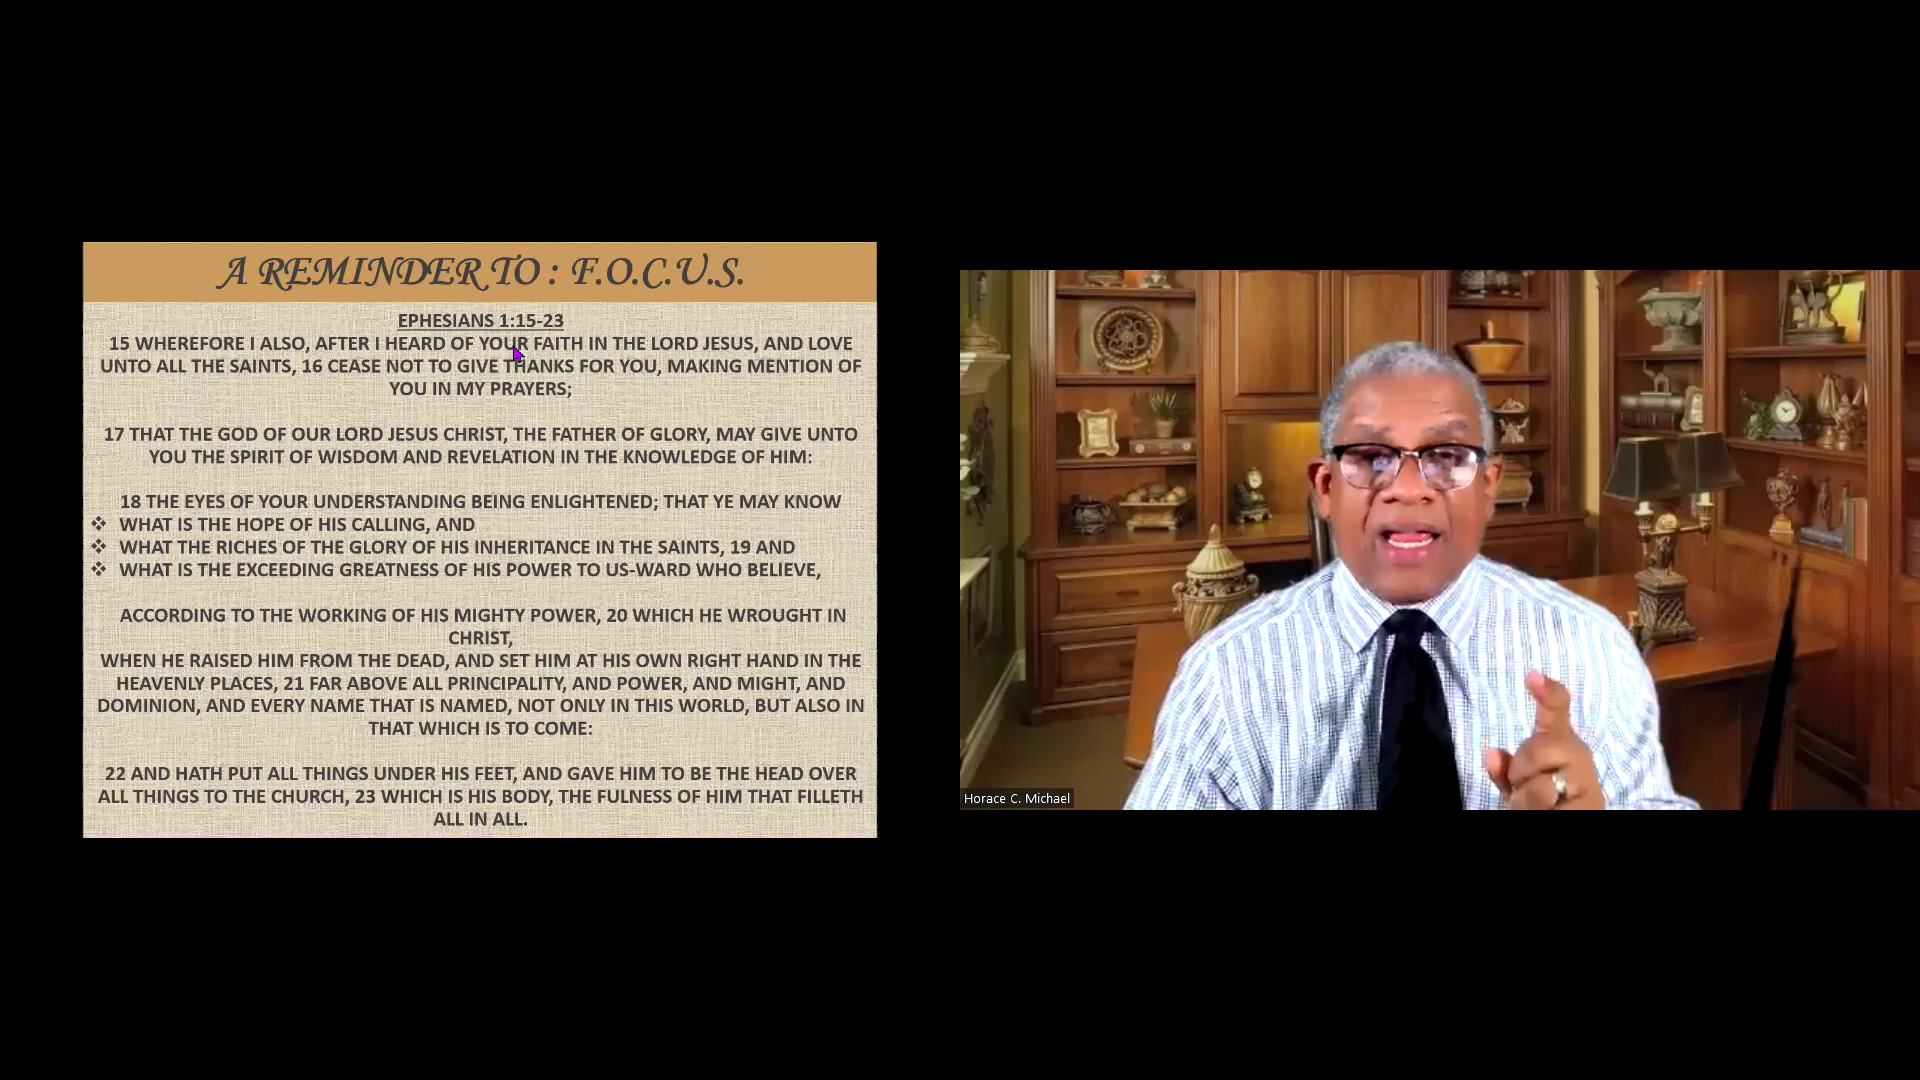 A REMINDER TO : F.O.C.U.S.
EPHESIANS 1:15-23
15 WHEREFORE I ALSO, AFTER I HEARD OF YOUR FAITH IN THE LORD JESUS, AND LOVE
UNTO ALL THE SAINTS, 16 CEASE NOT TO GIVE THANKS FOR YOU, MAKING MENTION OF
YOU IN MY PRAYERS;
17 THAT THE GOD OF OUR LORD JESUS CHRIST, THE FATHER OF GLORY, MAY GIVE UNTO
YOU THE SPIRIT OF WISDOM AND REVELATION IN THE KNOWLEDGE OF HIM:
18 THE EYES OF YOUR UNDERSTANDING BEING ENLIGHTENED; THAT YE MAY KNOW
❖ WHAT IS THE HOPE OF HIS CALLING, AND
❖ WHAT THE RICHES OF THE GLORY OF HIS INHERITANCE IN THE SAINTS, 19 AND
❖ WHAT IS THE EXCEEDING GREATNESS OF HIS POWER TO US-WARD WHO BELIEVE,
ACCORDING TO THE WORKING OF HIS MIGHTY POWER, 20 WHICH HE WROUGHT IN
CHRIST,
WHEN HE RAISED HIM FROM THE DEAD, AND SET HIM AT HIS OWN RIGHT HAND IN THE
HEAVENLY PLACES, 21 FAR ABOVE ALL PRINCIPALITY, AND POWER, AND MIGHT, AND
DOMINION, AND EVERY NAME THAT IS NAMED, NOT ONLY IN THIS WORLD, BUT ALSO IN
THAT WHICH IS TO COME:
22 AND HATH PUT ALL THINGS UNDER HIS FEET, AND GAVE HIM TO BE THE HEAD OVER
ALL THINGS TO THE CHURCH, 23 WHICH IS HIS BODY, THE FULNESS OF HIM THAT FILLETH
ALL IN ALL.
Horace C. Michael